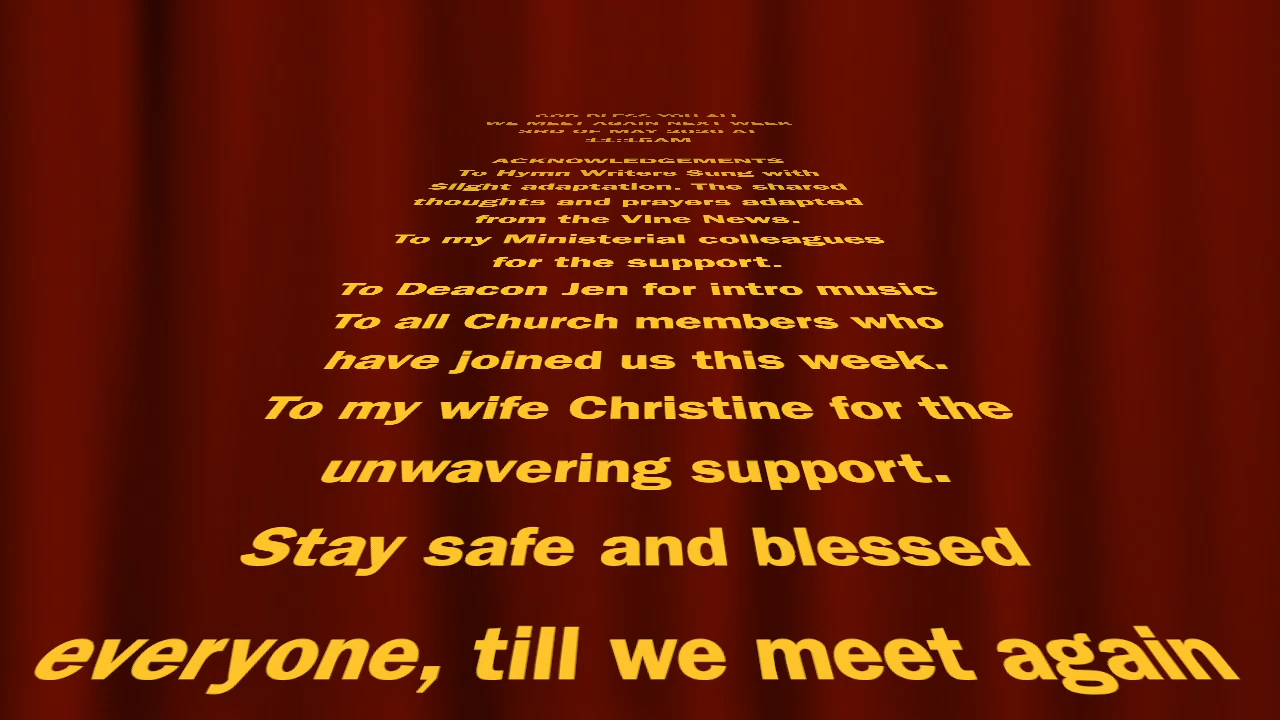 GOD BLESS YOU ALL
WE MEET AGAIN NEXT WEEK
3RD OF MAY 2020 AT
11:15AM
ACKNOWLEDGEMENTS
To Hymn Writers Sung with
Slight adaptation. The shared
thoughts and prayers adapted
from the Vine News.
To my Ministerial colleagues
for the support.
To Deacon Jen for intro music
To all Church members who
have joined us this week.
To my wife Christine for the
unwavering support.
Stay safe and blessed
everyone, till we meet again